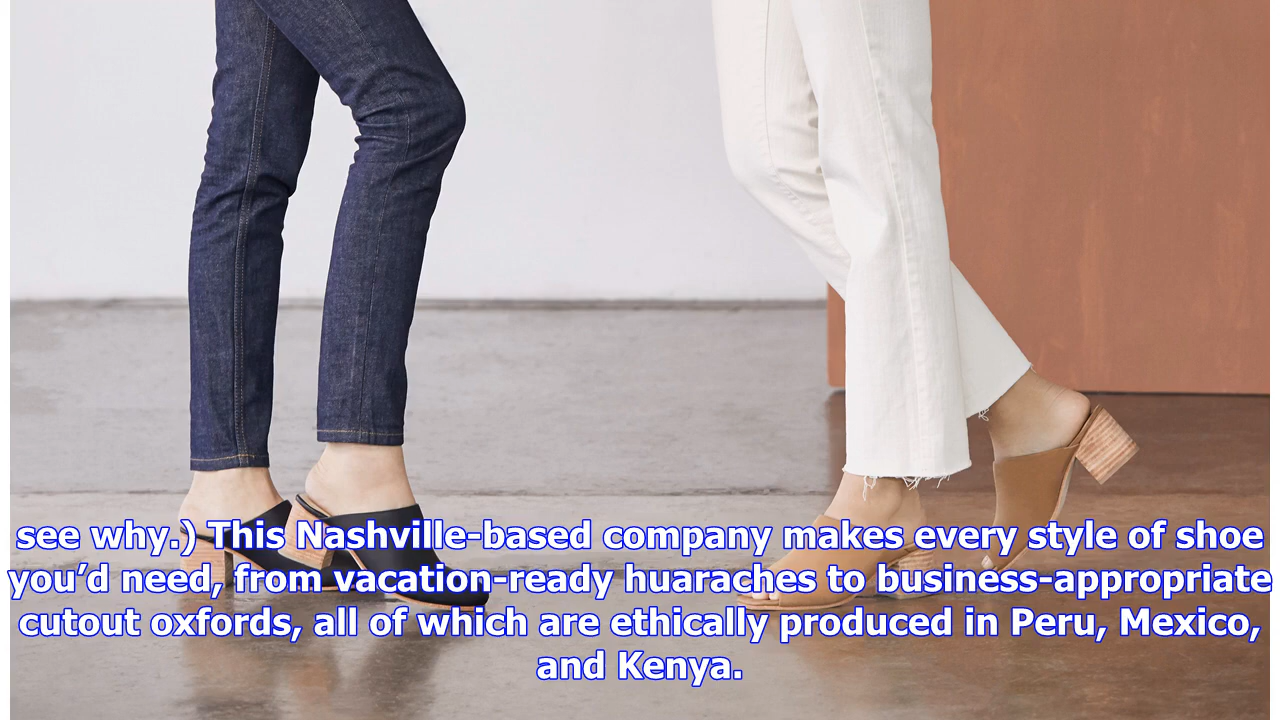 see why.) This Nashville-based company makes every style of shoe
you’d need, from vacation-ready huaraches to business-appropriate
cutout oxfords, all of which are ethically produced in Peru, Mexico,
and Kenya.